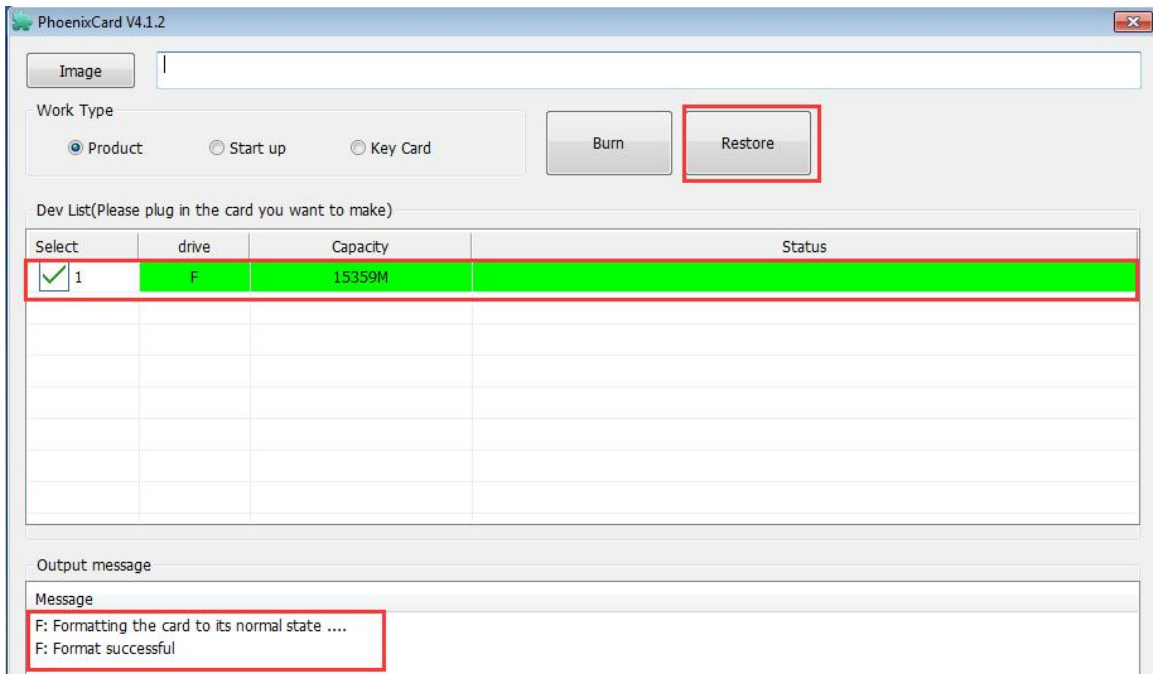 PhoenixCard V4.1.2
Image
Work Type
Product Start up Key Card Burn Restore
Dev List(Please plug in the card you want to make)
Select drive Capacity Status
1 F 15359M
Output message
Message
F: Formatting the card to its normal state ....
F: Format successful